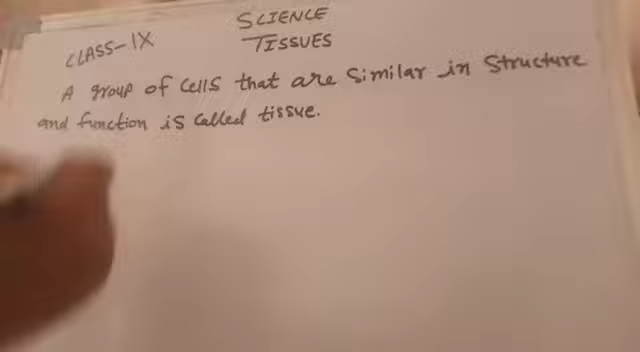 SCIENCE
CLASS-IX
TISSUES
A group of cells that are similar in structure
and function is called tissue.